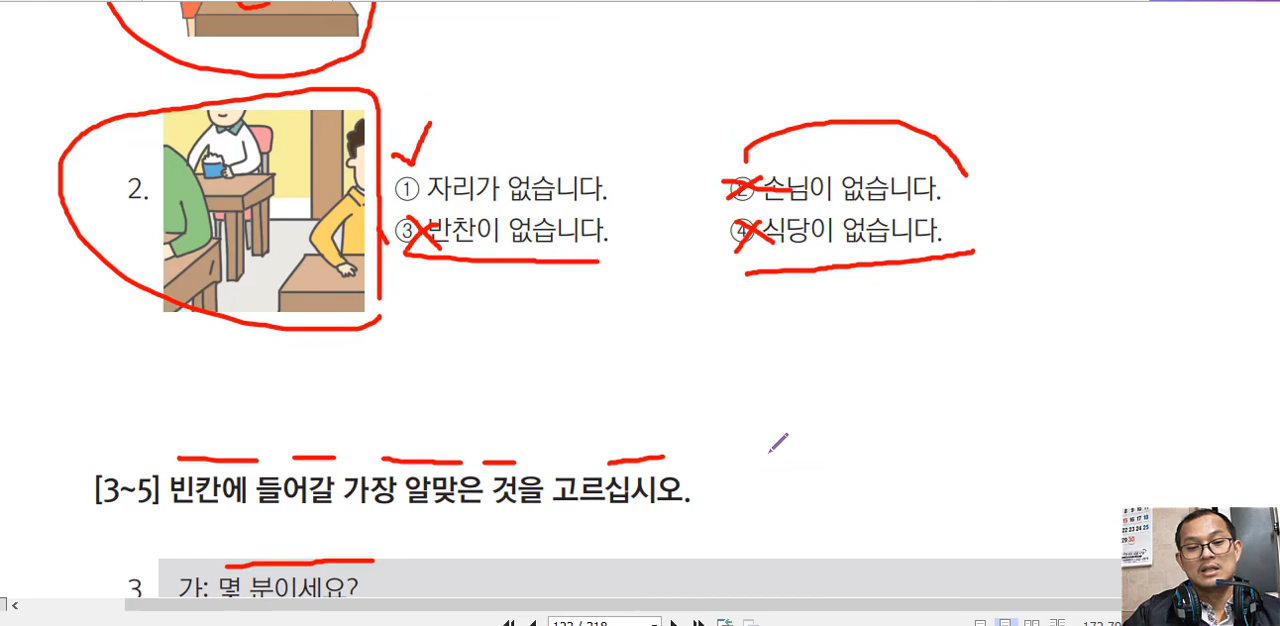 2.
① 자리가 없습니다.
② 손님이 없습니다.
③ 반찬이 없습니다.
④ 식당이 없습니다.
[3~5] 빈칸에 들어갈 가장 알맞은 것을 고르십시오.
3 가: 몇 분이세요?